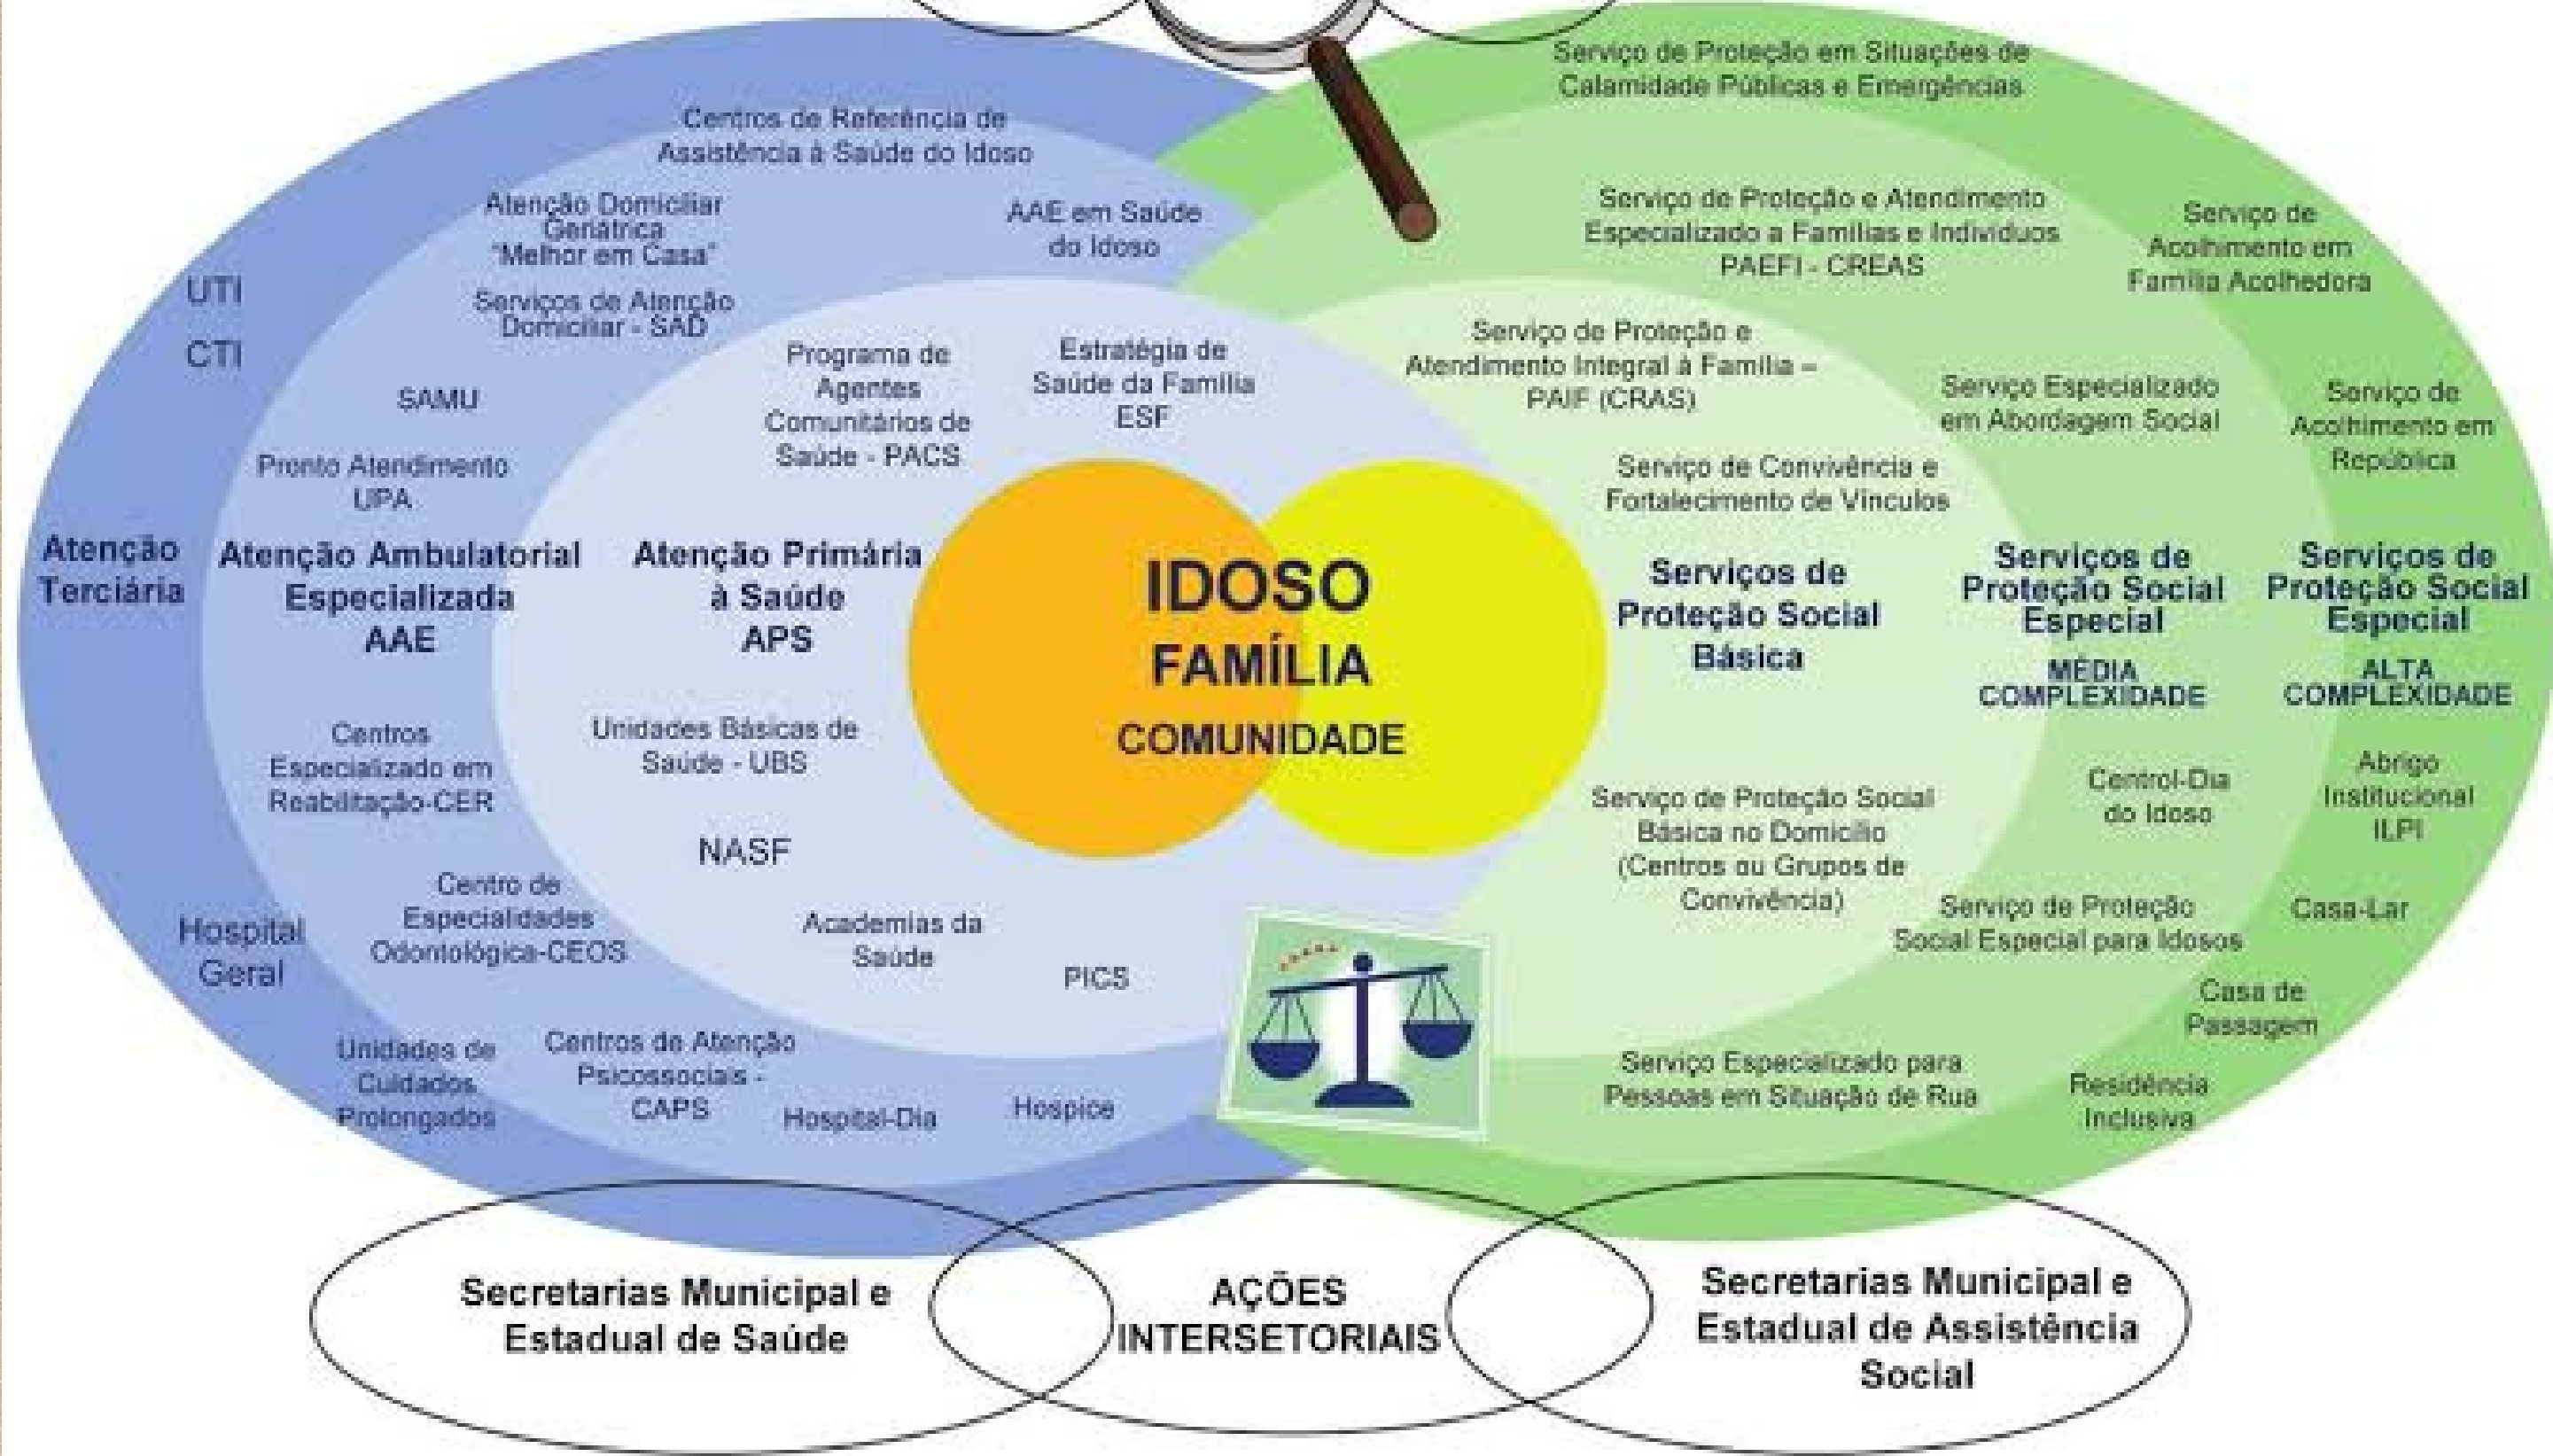 Serviço de Proteção em Situações de
Calamidade Públicas e Emergências
Centros de Referência de
Assistência à Saúde do Idoso
Atenção Domiciliar
Geriátrica
"Melhor em Casa"
AAE em Saúde
do Idoso
Serviço de Proteção e Atendimento
Especializado a Famílias e Indivíduos
PAEFI - CREAS
Serviço de
Acolhimento em
Família Acolhedora
UTI
CTI
Serviços de Atenção
Domiciliar - SAD
SAMU
Pronto Atendimento
UPA
Programa de
Agentes
Comunitários de
Saúde - PACS
Estratégia de
Saúde da Família
ESF
Serviço de Proteção e
Atendimento Integral à Família –
PAIF (CRAS)
Serviço Especializado
em Abordagem Social
Serviço de
Acolhimento em
República
Serviço de Convivência e
Fortalecimento de Vínculos
Atenção
Terciária
Atenção Ambulatorial
Especializada
AAE
Atenção Primária
à Saúde
APS
IDOSO
FAMÍLIA
COMUNIDADE
Serviços de
Proteção Social
Básica
Serviços de
Proteção Social
Especial
MÉDIA
COMPLEXIDADE
Serviços de
Proteção Social
Especial
ALTA
COMPLEXIDADE
Centros
Especializado em
Reabilitação-CER
Unidades Básicas de
Saúde - UBS
NASF
Serviço de Proteção Social
Básica no Domicílio
(Centros ou Grupos de
Convivência)
Centrol-Dia
do Idoso
Abrigo
Institucional
ILPI
Hospital
Geral
Centro de
Especialidades
Odontológica-CEOS
Academias da
Saúde
PICS
Serviço de Proteção
Social Especial para Idosos
Casa-Lar
Casa de
Passagem
Unidades de
Cuidados
Prolongados
Centros de Atenção
Psicossociais -
CAPS
Hospital-Dia
Hospice
Serviço Especializado para
Pessoas em Situação de Rua
Residência
Inclusiva
Secretarias Municipal e
Estadual de Saúde
AÇÕES
INTERSETORIAIS
Secretarias Municipal e
Estadual de Assistência
Social